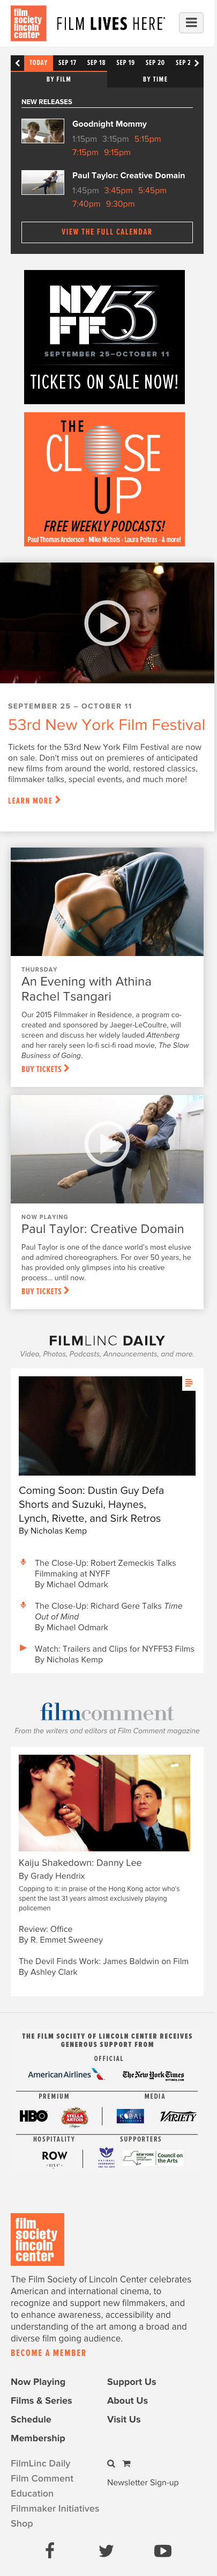 film
society
lincoln
center
FILM LIVES HERE
TODAY SEP 17 SEP 18 SEP 19 SEP 20 SEP 2
BY FILM BY TIME
NEW RELEASES
Goodnight Mommy
1:15pm 3:15pm 5:15pm
7:15pm 9:15pm
Paul Taylor: Creative Domain
1:45pm 3:45pm 5:45pm
7:40pm 9:30pm
VIEW THE FULL CALENDAR
NYFF53
SEPTEMBER 25–OCTOBER 11
TICKETS ON SALE NOW!
THE
CLOSE
UP
FREE WEEKLY PODCASTS!
Paul Thomas Anderson • Mike Nichols • Laura Poitras • & more!
SEPTEMBER 25 – OCTOBER 11
53rd New York Film Festival
Tickets for the 53rd New York Film Festival are now
on sale. Don't miss out on premieres of anticipated
new films from around the world, restored classics,
filmmaker talks, special events, and much more!
LEARN MORE
THURSDAY
An Evening with Athina
Rachel Tsangari
Our 2015 Filmmaker in Residence, a program co-
created and sponsored by Jaeger-LeCoultre, will
screen and discuss her widely lauded Attenberg
and her rarely seen lo-fi sci-fi road movie, The Slow
Business of Going.
BUY TICKETS
NOW PLAYING
Paul Taylor: Creative Domain
Paul Taylor is one of the dance world's most elusive
and admired choreographers. For over 50 years, he
has provided only glimpses into his creative
process… until now.
BUY TICKETS
FILMLINC DAILY
Video, Photos, Podcasts, Announcements, and more.
Coming Soon: Dustin Guy Defa
Shorts and Suzuki, Haynes,
Lynch, Rivette, and Sirk Retros
By Nicholas Kemp
The Close-Up: Robert Zemeckis Talks
Filmmaking at NYFF
By Michael Odmark
The Close-Up: Richard Gere Talks Time
Out of Mind
By Michael Odmark
Watch: Trailers and Clips for NYFF53 Films
By Nicholas Kemp
filmcomment
From the writers and editors at Film Comment magazine
Kaiju Shakedown: Danny Lee
By Grady Hendrix
Copping to it: in praise of the Hong Kong actor who's
spent the last 31 years almost exclusively playing
policemen
Review: Office
By R. Emmet Sweeney
The Devil Finds Work: James Baldwin on Film
By Ashley Clark
THE FILM SOCIETY OF LINCOLN CENTER RECEIVES
GENEROUS SUPPORT FROM
OFFICIAL
American Airlines The New York Times
PREMIUM MEDIA
HBO STELLA ARTOIS KOBAL VARIETY
HOSPITALITY SUPPORTERS
ROW NYC
Council on
the Arts
film
society
lincoln
center
The Film Society of Lincoln Center celebrates
American and international cinema, to
recognize and support new filmmakers, and
to enhance awareness, accessibility and
understanding of the art among a broad and
diverse film going audience.
BECOME A MEMBER
Now Playing Support Us
Films & Series About Us
Schedule Visit Us
Membership
FilmLinc Daily
Film Comment
Newsletter Sign-up
Education
Filmmaker Initiatives
Shop